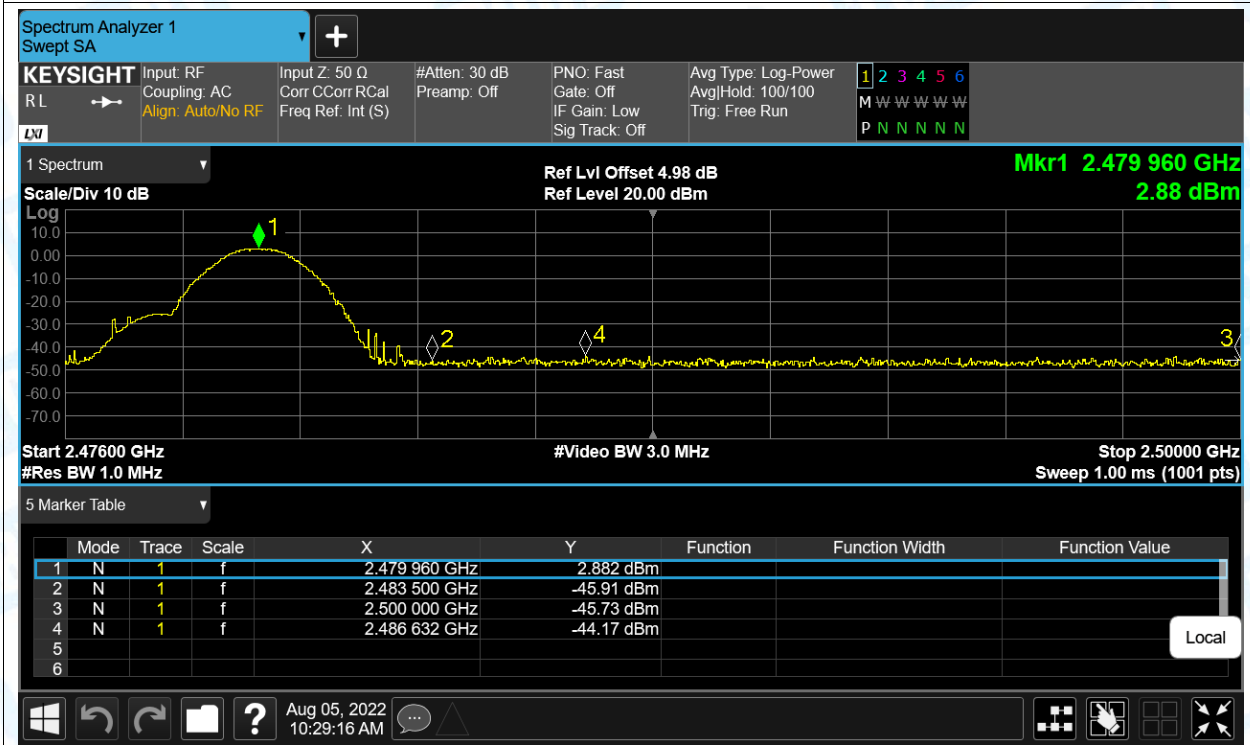 Spectrum Analyzer 1
Swept SA
+
KEYSIGHT
R L
LXI
Input: RF
Coupling: AC
Align: Auto/No RF
Input Z: 50 Ω
Corr CCorr RCal
Freq Ref: Int (S)
#Atten: 30 dB
Preamp: Off
PNO: Fast
Gate: Off
IF Gain: Low
Sig Track: Off
Avg Type: Log-Power
Avg|Hold: 100/100
Trig: Free Run
1 2 3 4 5 6
M W W W W W
P N N N N N
1 Spectrum
Scale/Div 10 dB
Ref Lvl Offset 4.98 dB
Ref Level 20.00 dBm
Mkr1 2.479 960 GHz
2.88 dBm
Log
10.0
0.00
-10.0
-20.0
-30.0
-40.0
-50.0
-60.0
-70.0
1
2
4
3
Start 2.47600 GHz
#Res BW 1.0 MHz
#Video BW 3.0 MHz
Stop 2.50000 GHz
Sweep 1.00 ms (1001 pts)
5 Marker Table
Mode Trace Scale X Y Function Function Width Function Value
1 N 1 f 2.479 960 GHz 2.882 dBm
2 N 1 f 2.483 500 GHz -45.91 dBm
3 N 1 f 2.500 000 GHz -45.73 dBm
4 N 1 f 2.486 632 GHz -44.17 dBm
5
6
Local
?
Aug 05, 2022
10:29:16 AM